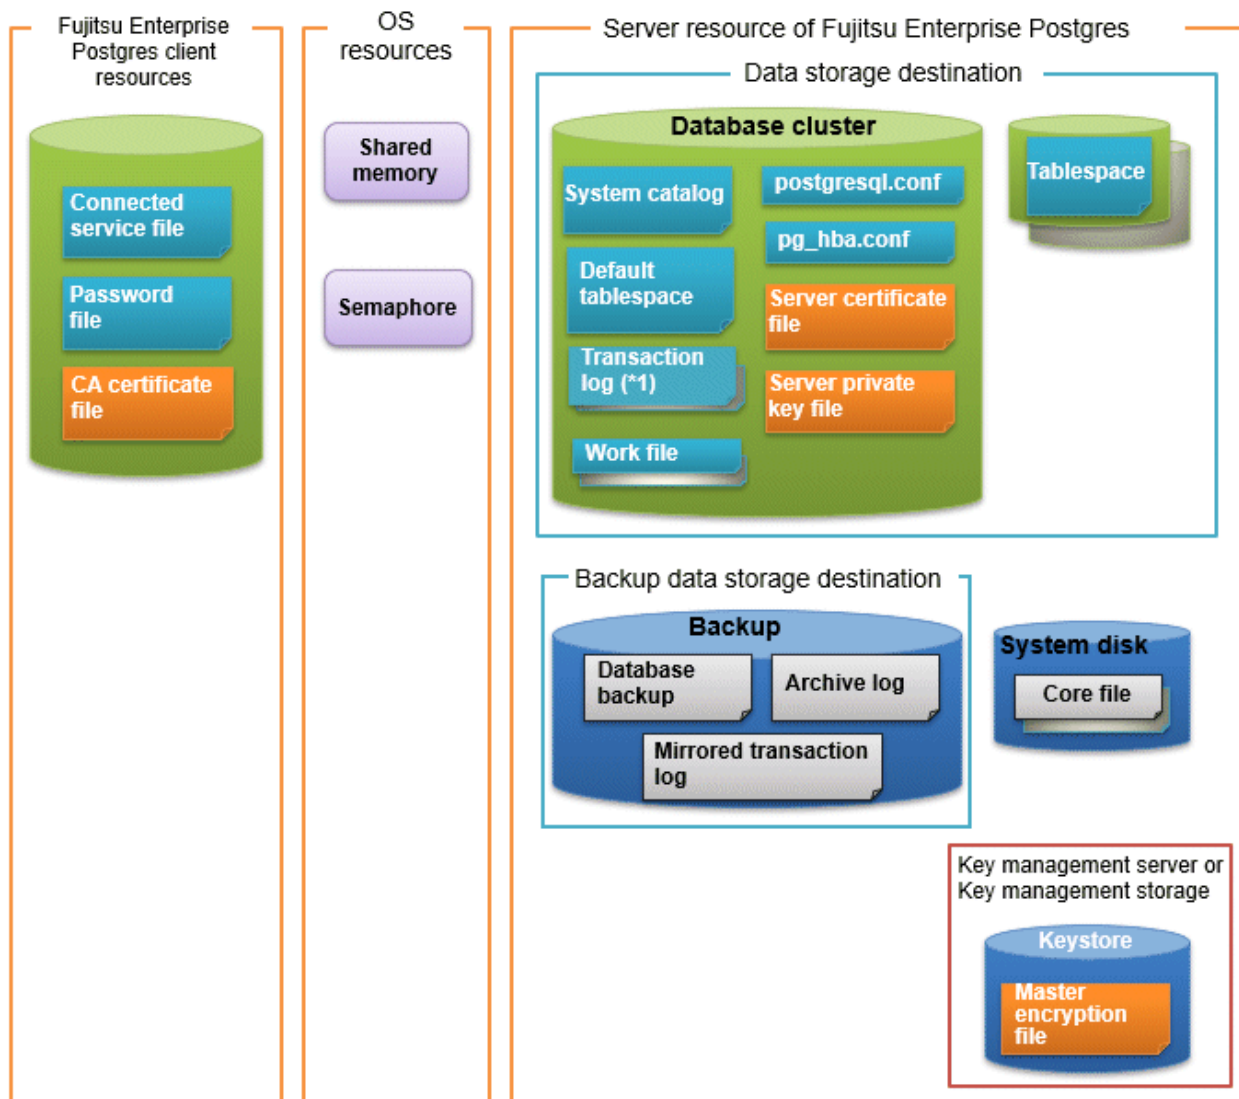 Fujitsu Enterprise
Postgres client
resources
Connected
service file
Password
file
CA certificate
file
OS
resources
Shared
memory
Semaphore
Server resource of Fujitsu Enterprise Postgres
Data storage destination
Database cluster
System catalog
Default
tablespace
Transaction
log (*1)
Work file
postgresql.conf
pg_hba.conf
Server certificate
file
Server private
key file
Tablespace
Backup data storage destination
Backup
Database
backup
Archive log
Mirrored transaction
log
System disk
Core file
Key management server or
Key management storage
Keystore
Master
encryption
file